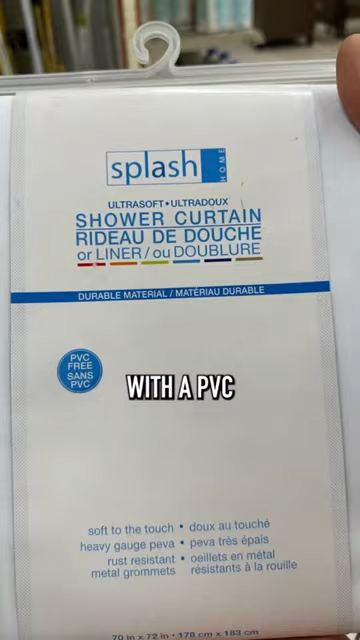 splash HOME
ULTRASOFT • ULTRADOUX
SHOWER CURTAIN
RIDEAU DE DOUCHE
or LINER / ou DOUBLURE
DURABLE MATERIAL / MATÉRIAU DURABLE
PVC
FREE
SANS
PVC
WITH A PVC
soft to the touch • doux au touché
heavy gauge peva • peva très épais
rust resistant • oeillets en métal
metal grommets résistants à la rouille
70 in x 72 in • 178 cm x 183 cm